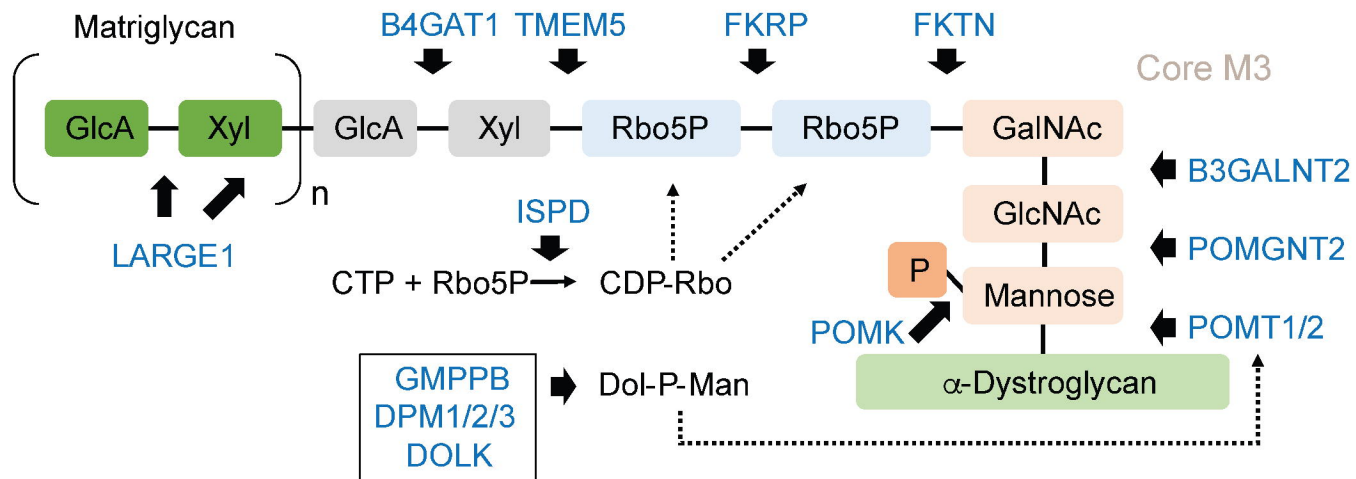 Matriglycan
B4GAT1 TMEM5 FKRP FKTN
Core M3
GlcA Xyl GlcA Xyl Rbo5P Rbo5P GalNAc
n
B3GALNT2
LARGE1
ISPD
GlcNAc
POMGNT2
CTP + Rbo5P CDP-Rbo
P
Mannose
POMK
POMT1/2
GMPPB
DPM1/2/3
DOLK
Dol-P-Man
α-Dystroglycan